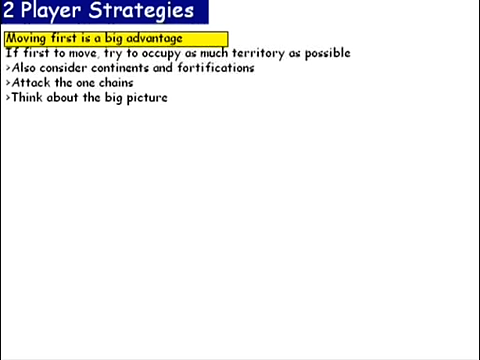 2 Player Strategies
Moving first is a big advantage
If first to move, try to occupy as much territory as possible
>Also consider continents and fortifications
>Attack the one chains
>Think about the big picture